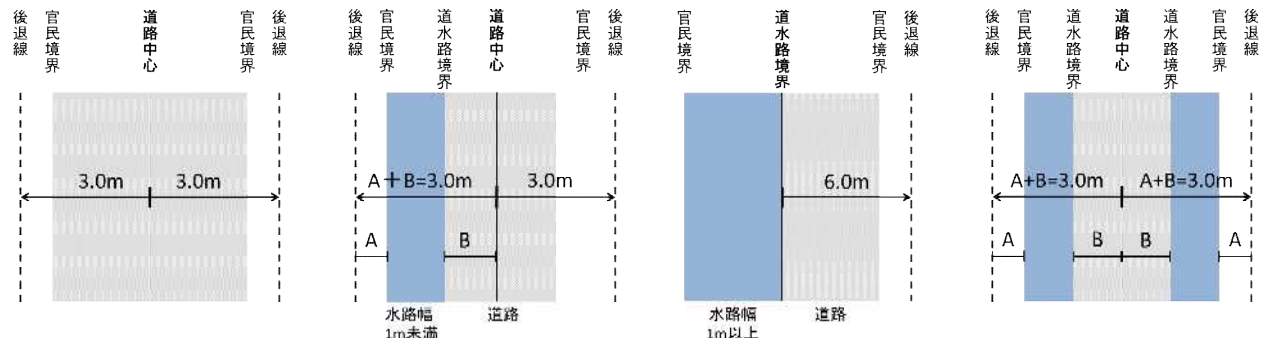 後退線
官民境界
道路中心
官民境界
後退線
3.0m
3.0m
後退線
官民境界
道水路境界
道路中心
官民境界
後退線
A+B=3.0m
3.0m
A
B
水路幅
1m未満
道路
官民境界
道水路境界
官民境界
後退線
6.0m
水路幅
1m以上
道路
後退線
官民境界
道水路境界
道路中心
道水路境界
官民境界
後退線
A+B=3.0m
A+B=3.0m
A
B
B
A